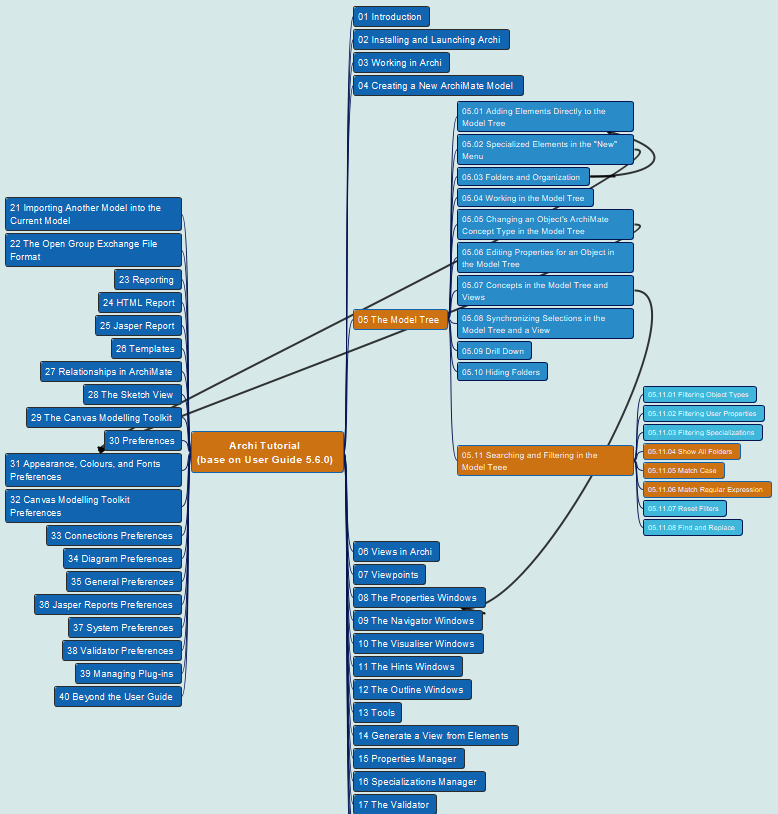 01 Introduction
02 Installing and Launching Archi
03 Working in Archi
04 Creating a New ArchiMate Model
05.01 Adding Elements Directly to the
Model Tree
05.02 Specialized Elements in the "New"
Menu
05.03 Folders and Organization
05.04 Working in the Model Tree
05.05 Changing an Object's ArchiMate
Concept Type in the Model Tree
05.06 Editing Properties for an Object in
the Model Tree
05.07 Concepts in the Model Tree and
Views
05 The Model Tree
05.08 Synchronizing Selections in the
Model Tree and a View
05.09 Drill Down
05.10 Hiding Folders
05.11 Searching and Filtering in the
Model Teee
05.11.01 Filtering Object Types
05.11.02 Filtering User Properties
05.11.03 Filtering Specializations
05.11.04 Show All Folders
05.11.05 Match Case
05.11.06 Match Regular Expression
05.11.07 Reset Filters
05.11.08 Find and Replace
21 Importing Another Model into the
Current Model
22 The Open Group Exchange File
Format
23 Reporting
24 HTML Report
25 Jasper Report
26 Templates
27 Relationships in ArchiMate
28 The Sketch View
29 The Canvas Modelling Toolkit
30 Preferences
31 Appearance, Colours, and Fonts
Preferences
32 Canvas Modelling Toolkit
Preferences
33 Connections Preferences
34 Diagram Preferences
35 General Preferences
36 Jasper Reports Preferences
37 System Preferences
38 Validator Preferences
39 Managing Plug-ins
40 Beyond the User Guide
Archi Tutorial
(base on User Guide 5.6.0)
06 Views in Archi
07 Viewpoints
08 The Properties Windows
09 The Navigator Windows
10 The Visualiser Windows
11 The Hints Windows
12 The Outline Windows
13 Tools
14 Generate a View from Elements
15 Properties Manager
16 Specializations Manager
17 The Validator